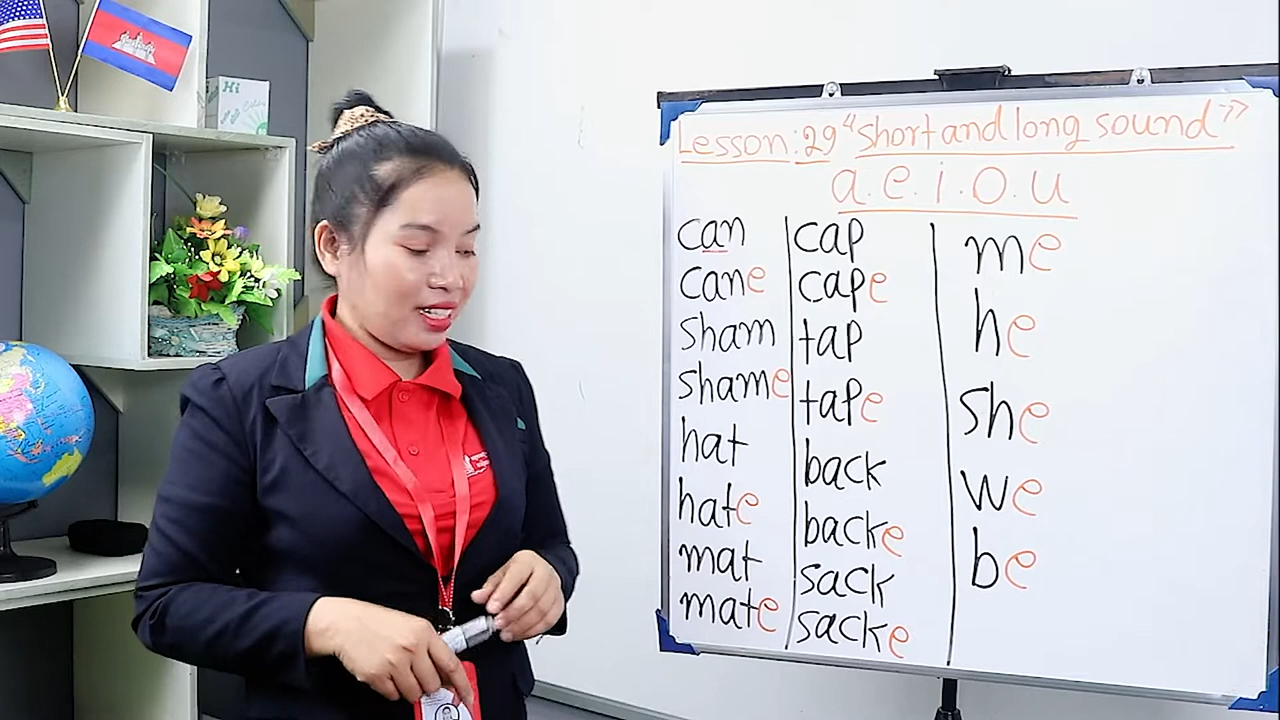 Lesson: 29 "short and long sound"
a.e.i.o.u
can
cane
sham
shame
hat
hate
mat
mate
cap
cape
tap
tape
back
backe
sack
sacke
me
he
she
we
be
Hi